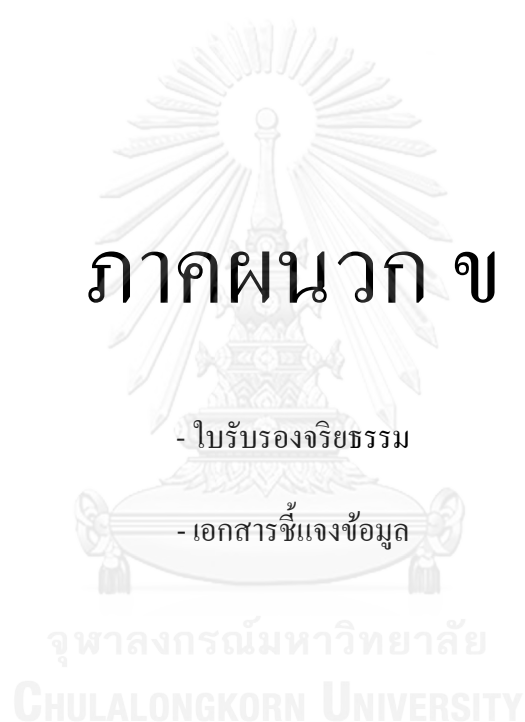 ภาคผนวก ข
- ใบรับรองจริยธรรม
- เอกสารชี้แจงข้อมูล
จุฬาลงกรณ์มหาวิทยาลัย
CHULALONGKORN UNIVERSITY